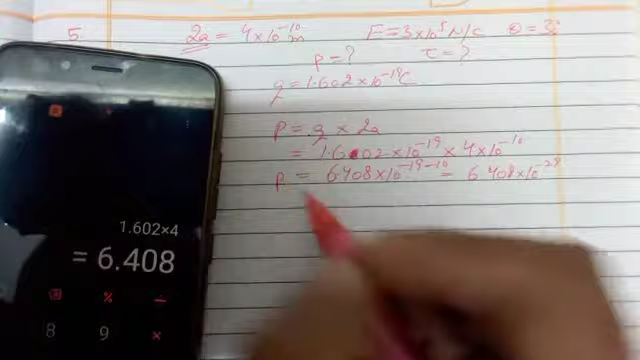 5 2a = 4×10⁻¹⁰ m E = 3×10⁵ N/C θ = 3
p = ? τ = ?
q = 1.602×10⁻¹⁹C
p = q × 2a
= 1.602×10⁻¹⁹ × 4×10⁻¹⁰
p = 6.408×10⁻¹⁹⁻¹⁰ = 6.408×10⁻²⁹
1.602×4
= 6.408
%
8 9 ×